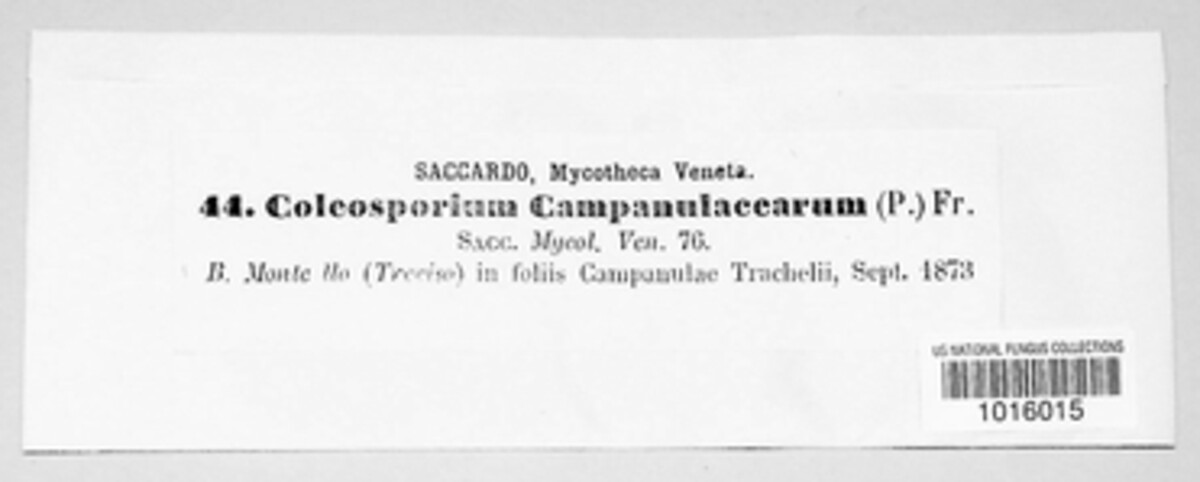 SACCARDO, Mycotheca Veneta.
44. Coleosporium Campanulacearum (P.) Fr.
SACC. Mycol. Ven. 76.
B. Montello (Treviso) in foliis Campanulae Trachelii, Sept. 1873
US NATIONAL FUNGUS COLLECTIONS
1016015